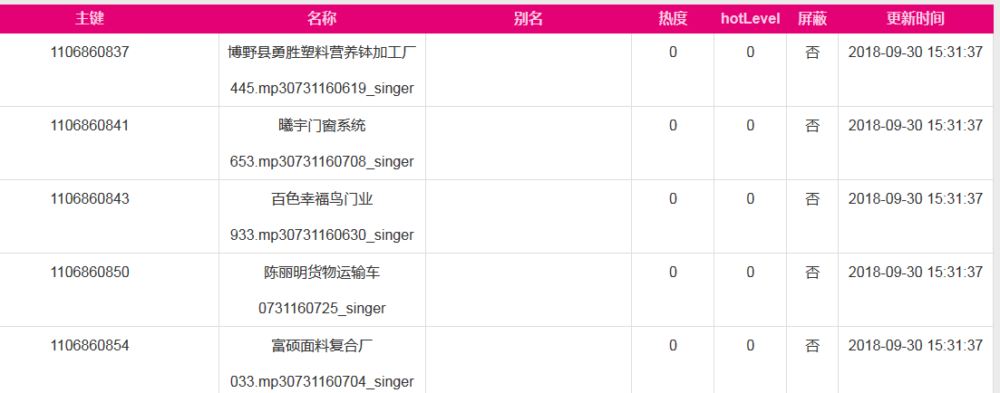 主键 名称 别名 热度 hotLevel 屏蔽 更新时间
1106860837 博野县勇胜塑料营养钵加工厂 0 0 否 2018-09-30 15:31:37
445.mp30731160619_singer
1106860841 曦宇门窗系统 0 0 否 2018-09-30 15:31:37
653.mp30731160708_singer
1106860843 百色幸福鸟门业 0 0 否 2018-09-30 15:31:37
933.mp30731160630_singer
1106860850 陈丽明货物运输车 0 0 否 2018-09-30 15:31:37
0731160725_singer
1106860854 富硕面料复合厂 0 0 否 2018-09-30 15:31:37
033.mp30731160704_singer